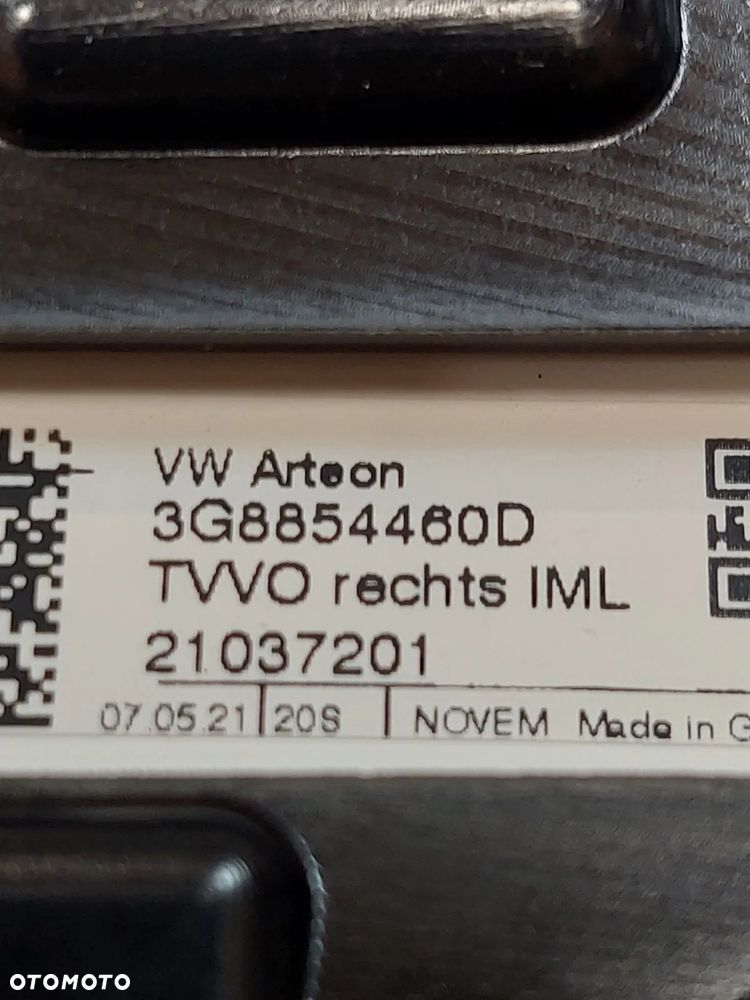 VW Arteon
3G8854460D
TVVO rechts IML
21037201
07.05.21 20S NOVEM Made in G
OTOMOTO